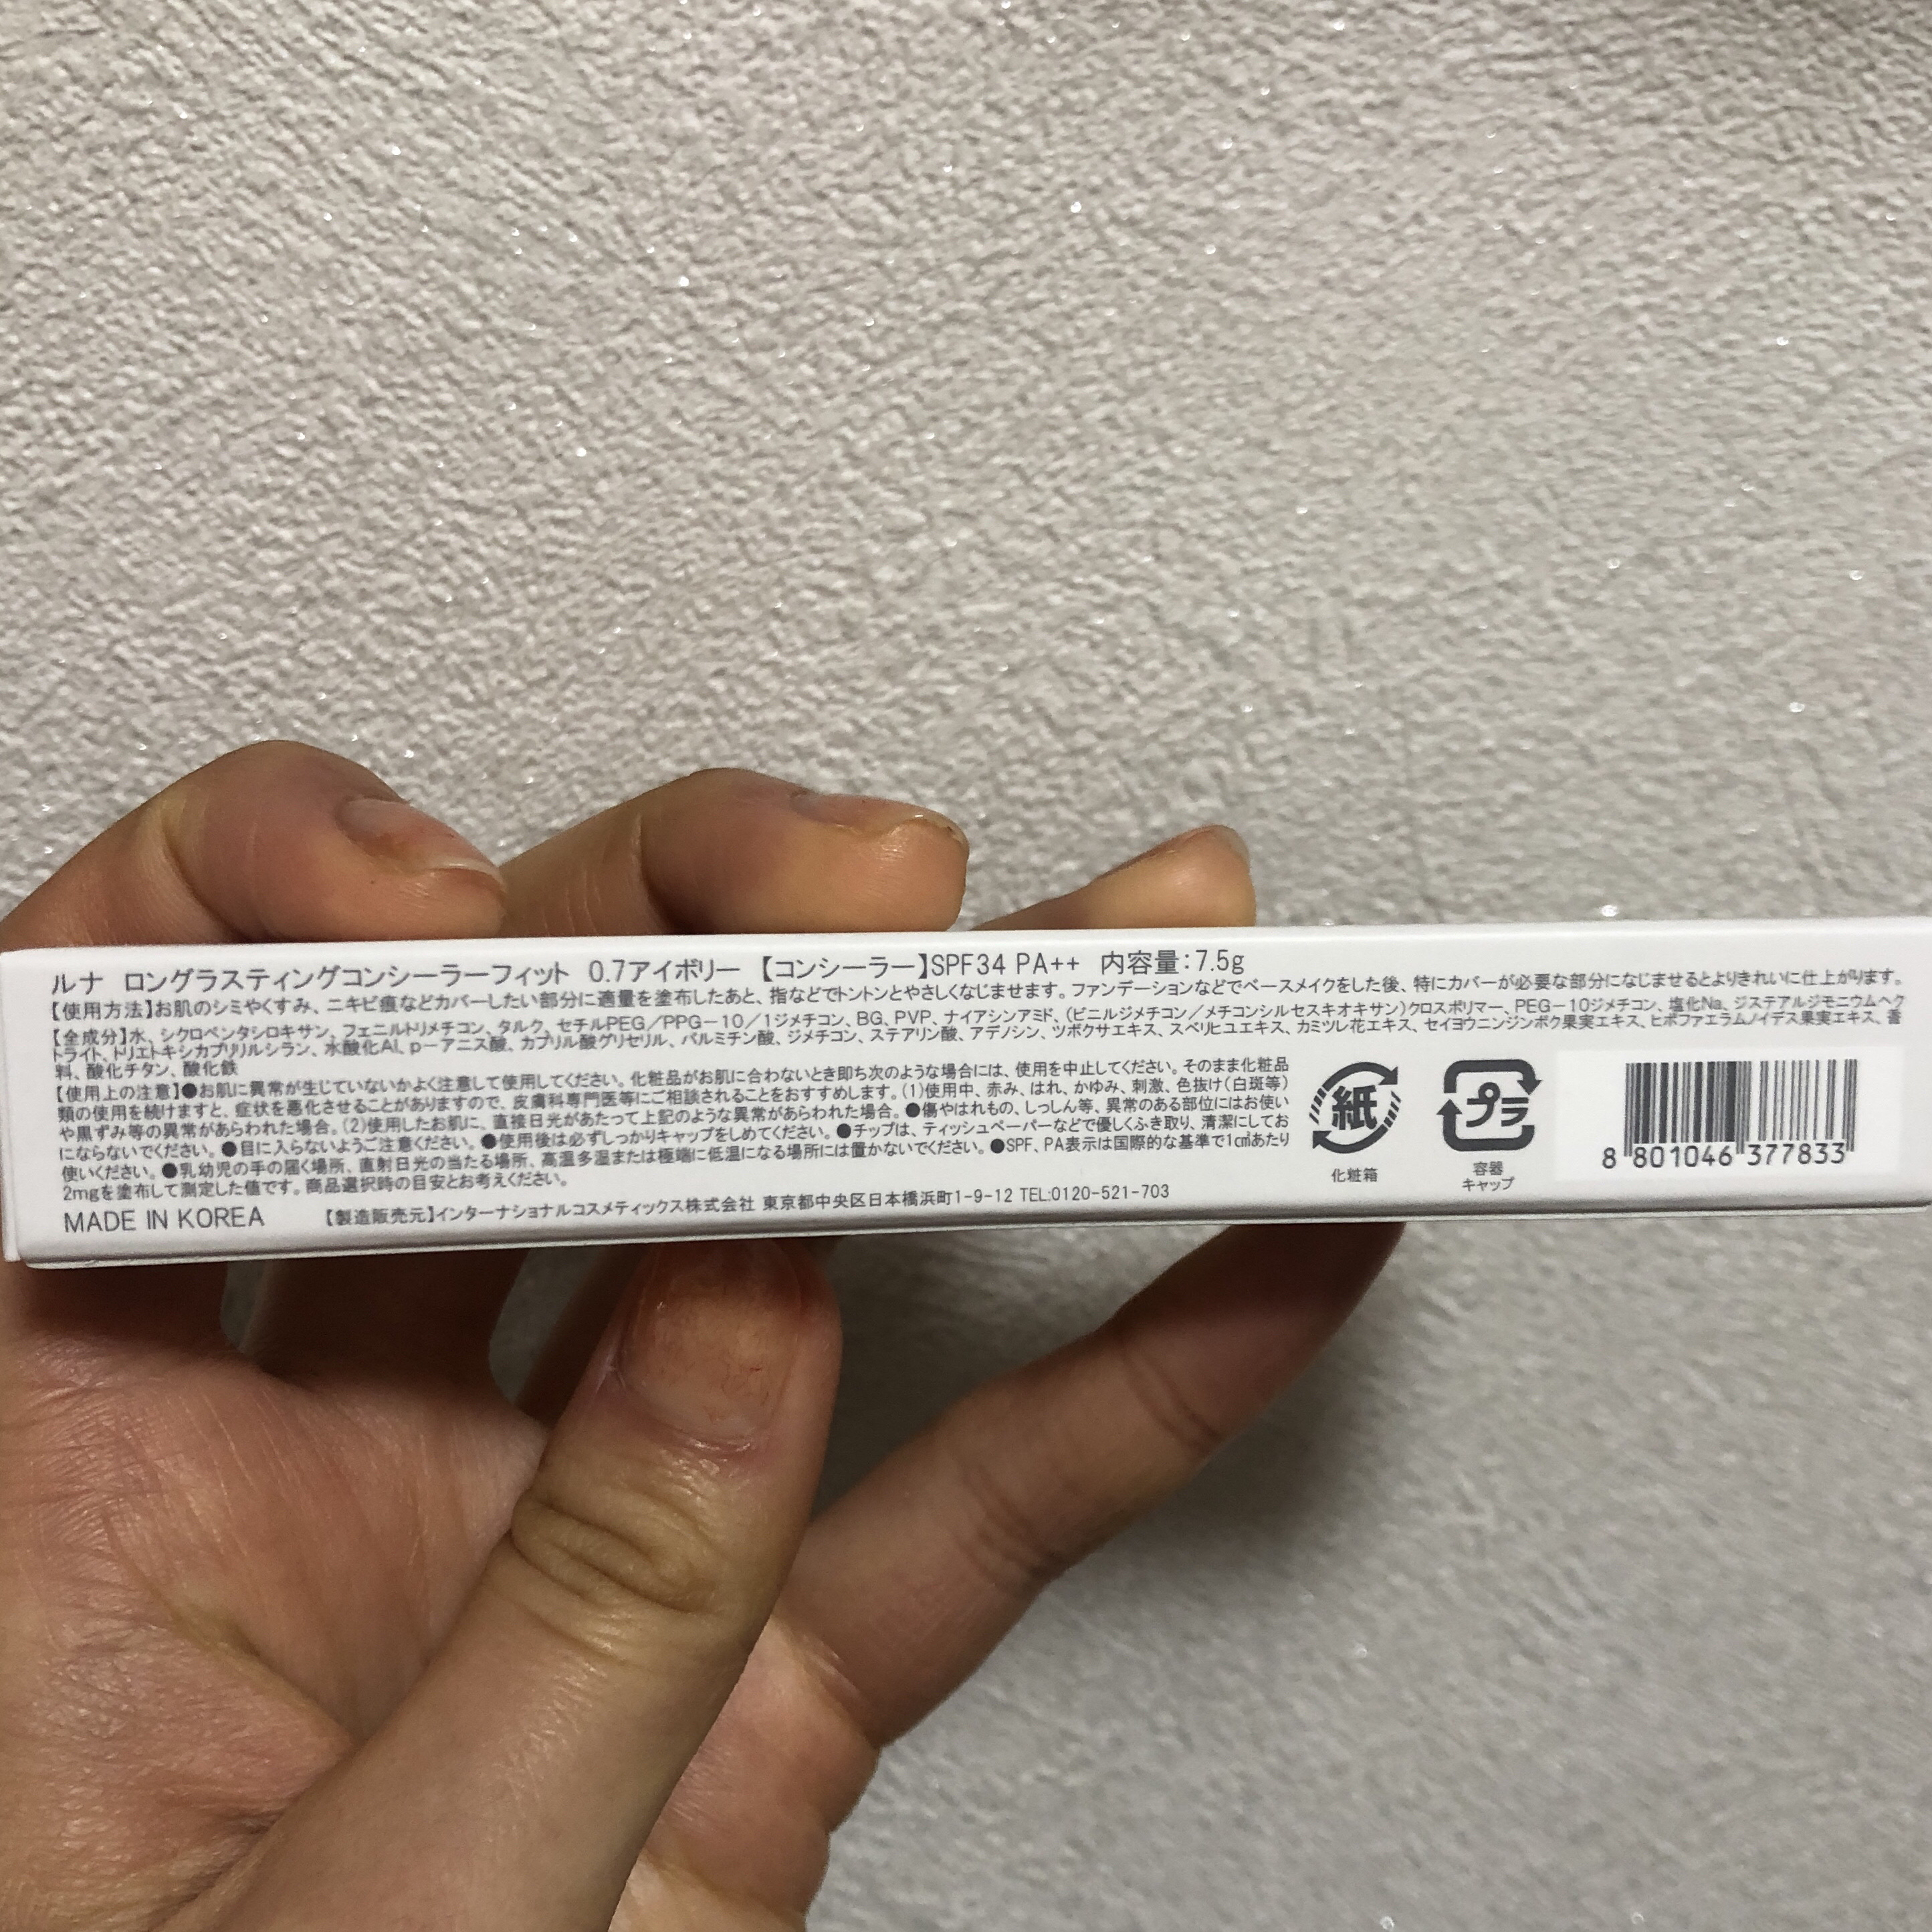 ルナ ロングラスティングコンシーラーフィット 0.7アイボリー 【コンシーラー】SPF34 PA++ 内容量:7.5g
【使用方法】お肌のシミやくすみ、ニキビ痕などカバーしたい部分に適量を塗布したあと、指などでトントンとやさしくなじませます。ファンデーションなどでベースメイクをした後、特にカバーが必要な部分になじませるとよりきれいに仕上がります。
【全成分】水、シクロペンタシロキサン、フェニルトリメチコン、タルク、セチルPEG/PPG-10/1ジメチコン、BG、PVP、ナイアシンアミド、(ビニルジメチコン/メチコンシルセスキオキサン)クロスポリマー、PEG-10ジメチコン、塩化Na、ジステアルジモニウムヘク
トライト、トリエトキシカプリリルシラン、水酸化Al、p-アニス酸、カプリル酸グリセリル、パルミチン酸、ジメチコン、ステアリン酸、アデノシン、ツボクサエキス、スベリヒユエキス、カミツレ花エキス、セイヨウニンジンボク果実エキス、ヒポファエラムノイデス果実エキス、香
料、酸化チタン、酸化鉄
【使用上の注意】●お肌に異常が生じていないかよく注意して使用してください。化粧品がお肌に合わないとき即ち次のような場合には、使用を中止してください。そのまま化粧品
類の使用を続けますと、症状を悪化させることがありますので、皮膚科専門医等にご相談されることをおすすめします。(1)使用中、赤み、はれ、かゆみ、刺激、色抜け(白斑等)
や黒ずみ等の異常があらわれた場合。(2)使用したお肌に、直接日光があたって上記のような異常があらわれた場合。●傷やはれもの、しっしん等、異常のある部位にはお使い
にならないでください。●目に入らないようご注意ください。●使用後は必ずしっかりキャップをしめてください。●チップは、ティッシュペーパーなどで優しくふき取り、清潔にしてお
使いください。●乳幼児の手の届く場所、直射日光の当たる場所、高温多湿または極端に低温になる場所には置かないでください。●SPF、PA表示は国際的な基準で1c㎡あたり
2mgを塗布して測定した値です。商品選択時の目安とお考えください。
MADE IN KOREA 【製造販売元】インターナショナルコスメティックス株式会社 東京都中央区日本橋浜町1-9-12 TEL:0120-521-703
紙
化粧箱
プラ
容器
キャップ
8 801046 377833